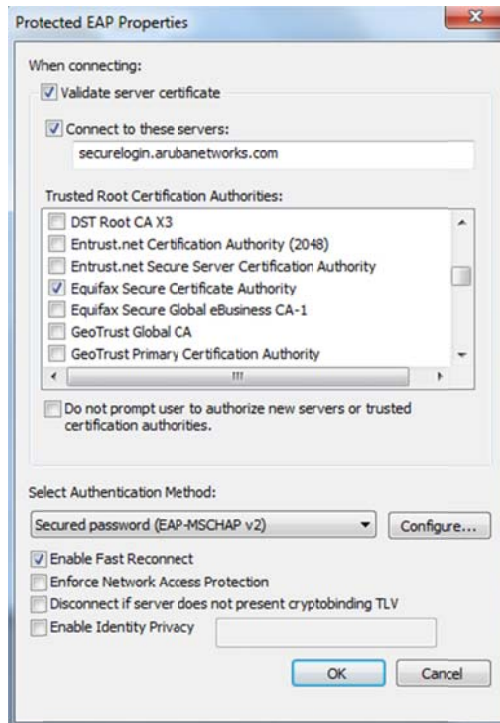 Protected EAP Properties
When connecting:
Validate server certificate
Connect to these servers:
securelogin.arubanetworks.com
Trusted Root Certification Authorities:
DST Root CA X3
Entrust.net Certification Authority (2048)
Entrust.net Secure Server Certification Authority
Equifax Secure Certificate Authority
Equifax Secure Global eBusiness CA-1
GeoTrust Global CA
GeoTrust Primary Certification Authority
Do not prompt user to authorize new servers or trusted
certification authorities.
Select Authentication Method:
Secured password (EAP-MSCHAP v2)
Configure...
Enable Fast Reconnect
Enforce Network Access Protection
Disconnect if server does not present cryptobinding TLV
Enable Identity Privacy
OK
Cancel